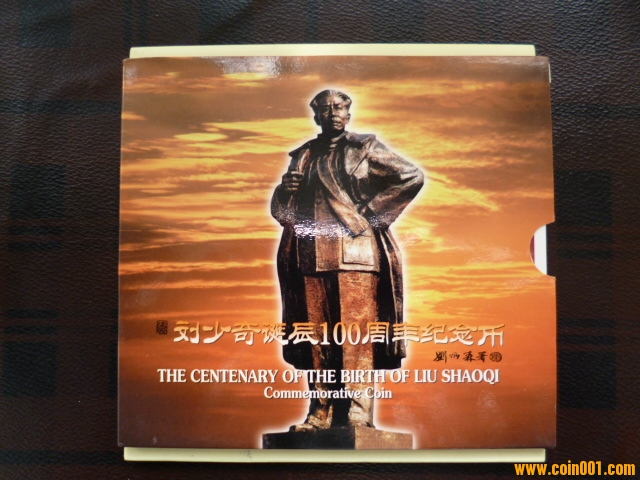 刘少奇诞辰100周年纪念币
THE CENTENARY OF THE BIRTH OF LIU SHAOQI
Commemorative Coin
www.coin001.com